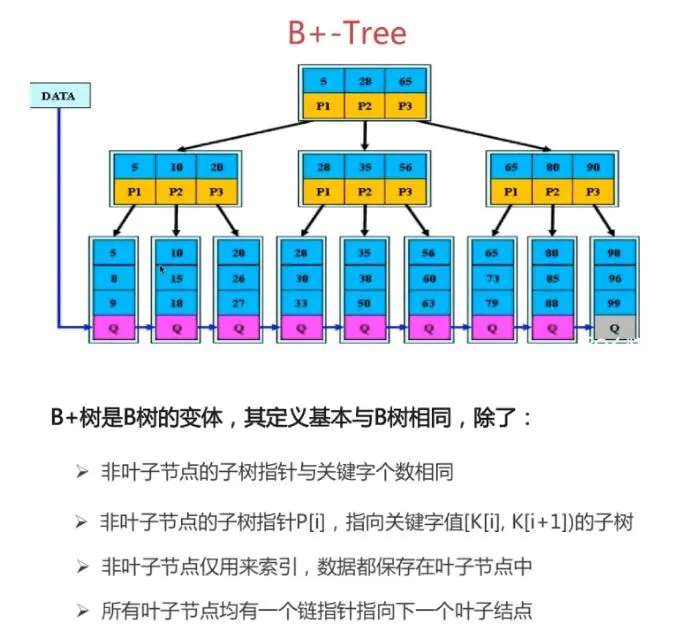 B+-Tree
5 28 65
DATA
P1 P2 P3
5 10 20 28 35 56 65 80 90
P1 P2 P3 P1 P2 P3 P1 P2 P3
5 10 20 28 35 56 65 80 90
8 15 26 30 38 60 73 85 96
9 18 27 33 50 63 79 88 99
Q Q Q Q Q Q Q Q Q
B+树是B树的变体，其定义基本与B树相同，除了：
➢ 非叶子节点的子树指针与关键字个数相同
➢ 非叶子节点的子树指针P[i]，指向关键字值[K[i], K[i+1])的子树
➢ 非叶子节点仅用来索引，数据都保存在叶子节点中
➢ 所有叶子节点均有一个链指针指向下一个叶子结点